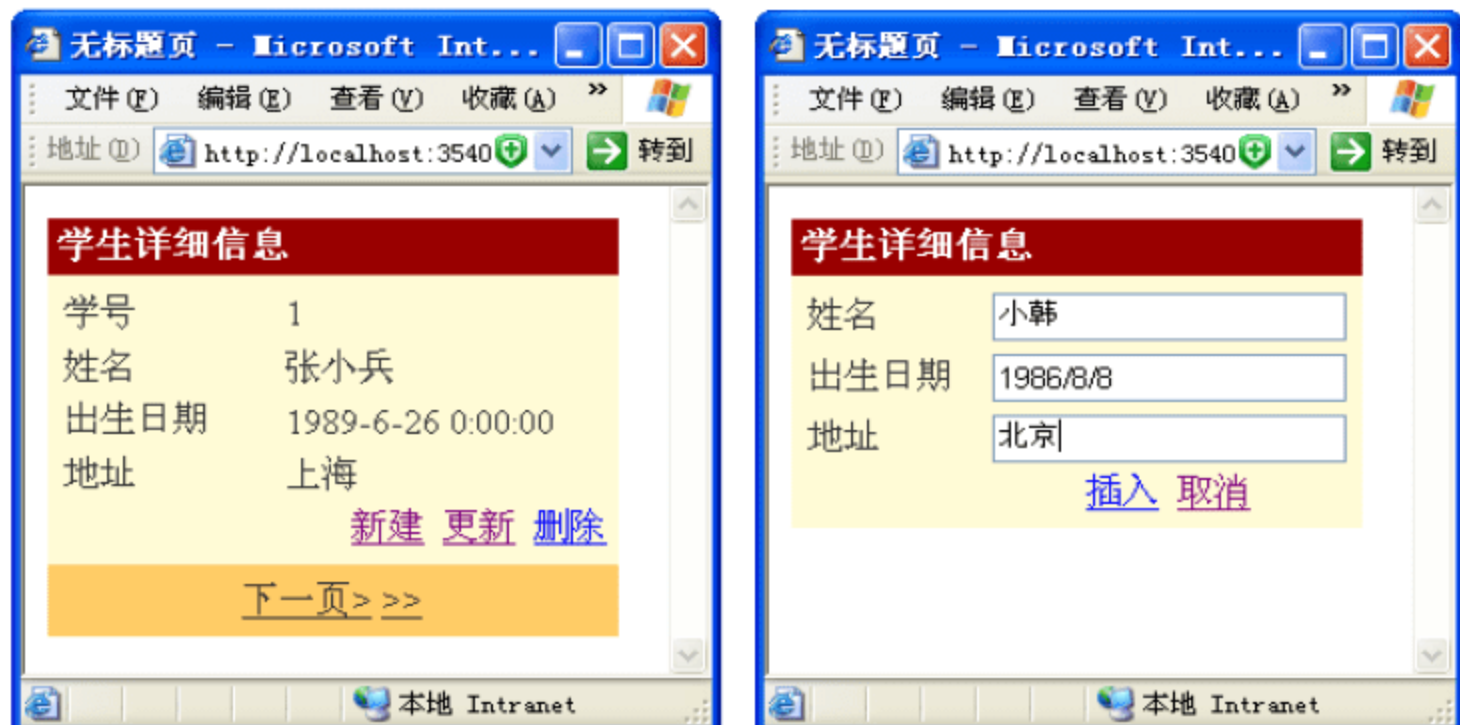 无标题页 - Microsoft Int...
文件(F) 编辑(E) 查看(V) 收藏(A) »
地址(D) http://localhost:3540 转到
学生详细信息
学号 1
姓名 张小兵
出生日期 1989-6-26 0:00:00
地址 上海
新建 更新 删除
下一页> >>
本地 Intranet
无标题页 - Microsoft Int...
文件(F) 编辑(E) 查看(V) 收藏(A) »
地址(D) http://localhost:3540 转到
学生详细信息
姓名 小韩
出生日期 1986/8/8
地址 北京
插入 取消
本地 Intranet